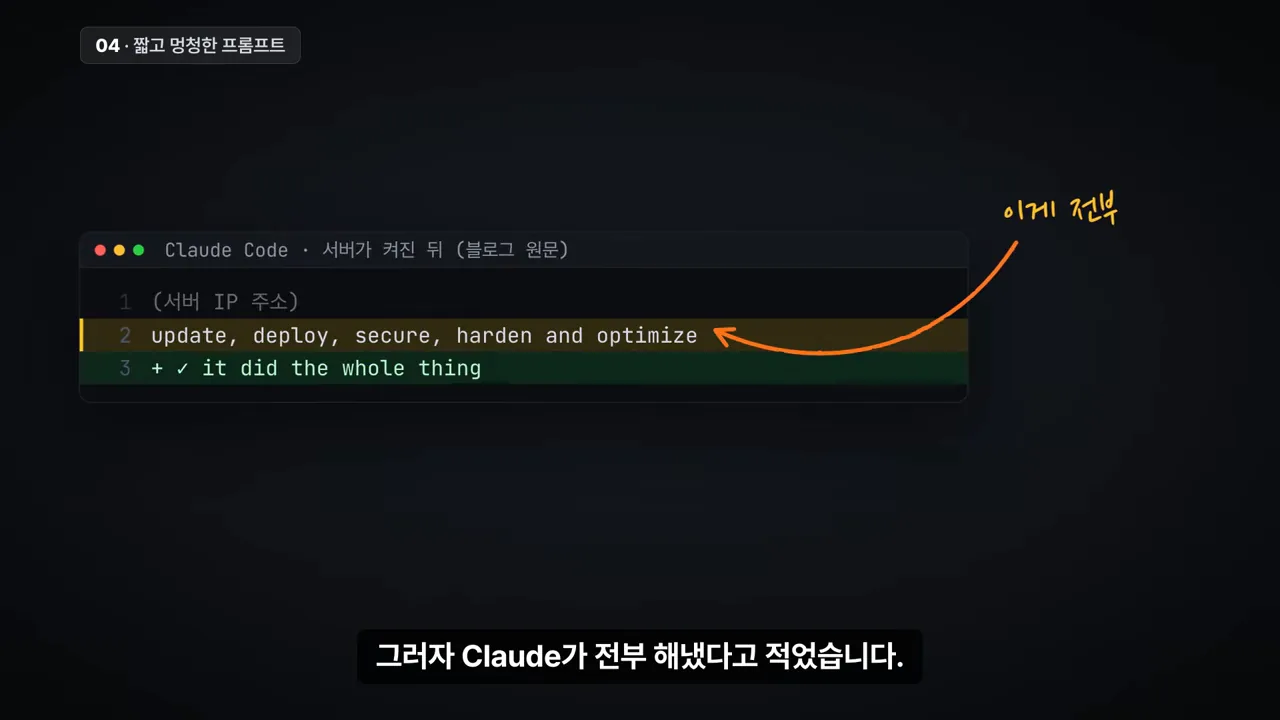 04 · 짧고 멍청한 프롬프트
이게 전부
Claude Code · 서버가 켜진 뒤 (블로그 원문)
1 (서버 IP 주소)
2 update, deploy, secure, harden and optimize
3 + ✓ it did the whole thing
그러자 Claude가 전부 해냈다고 적었습니다.